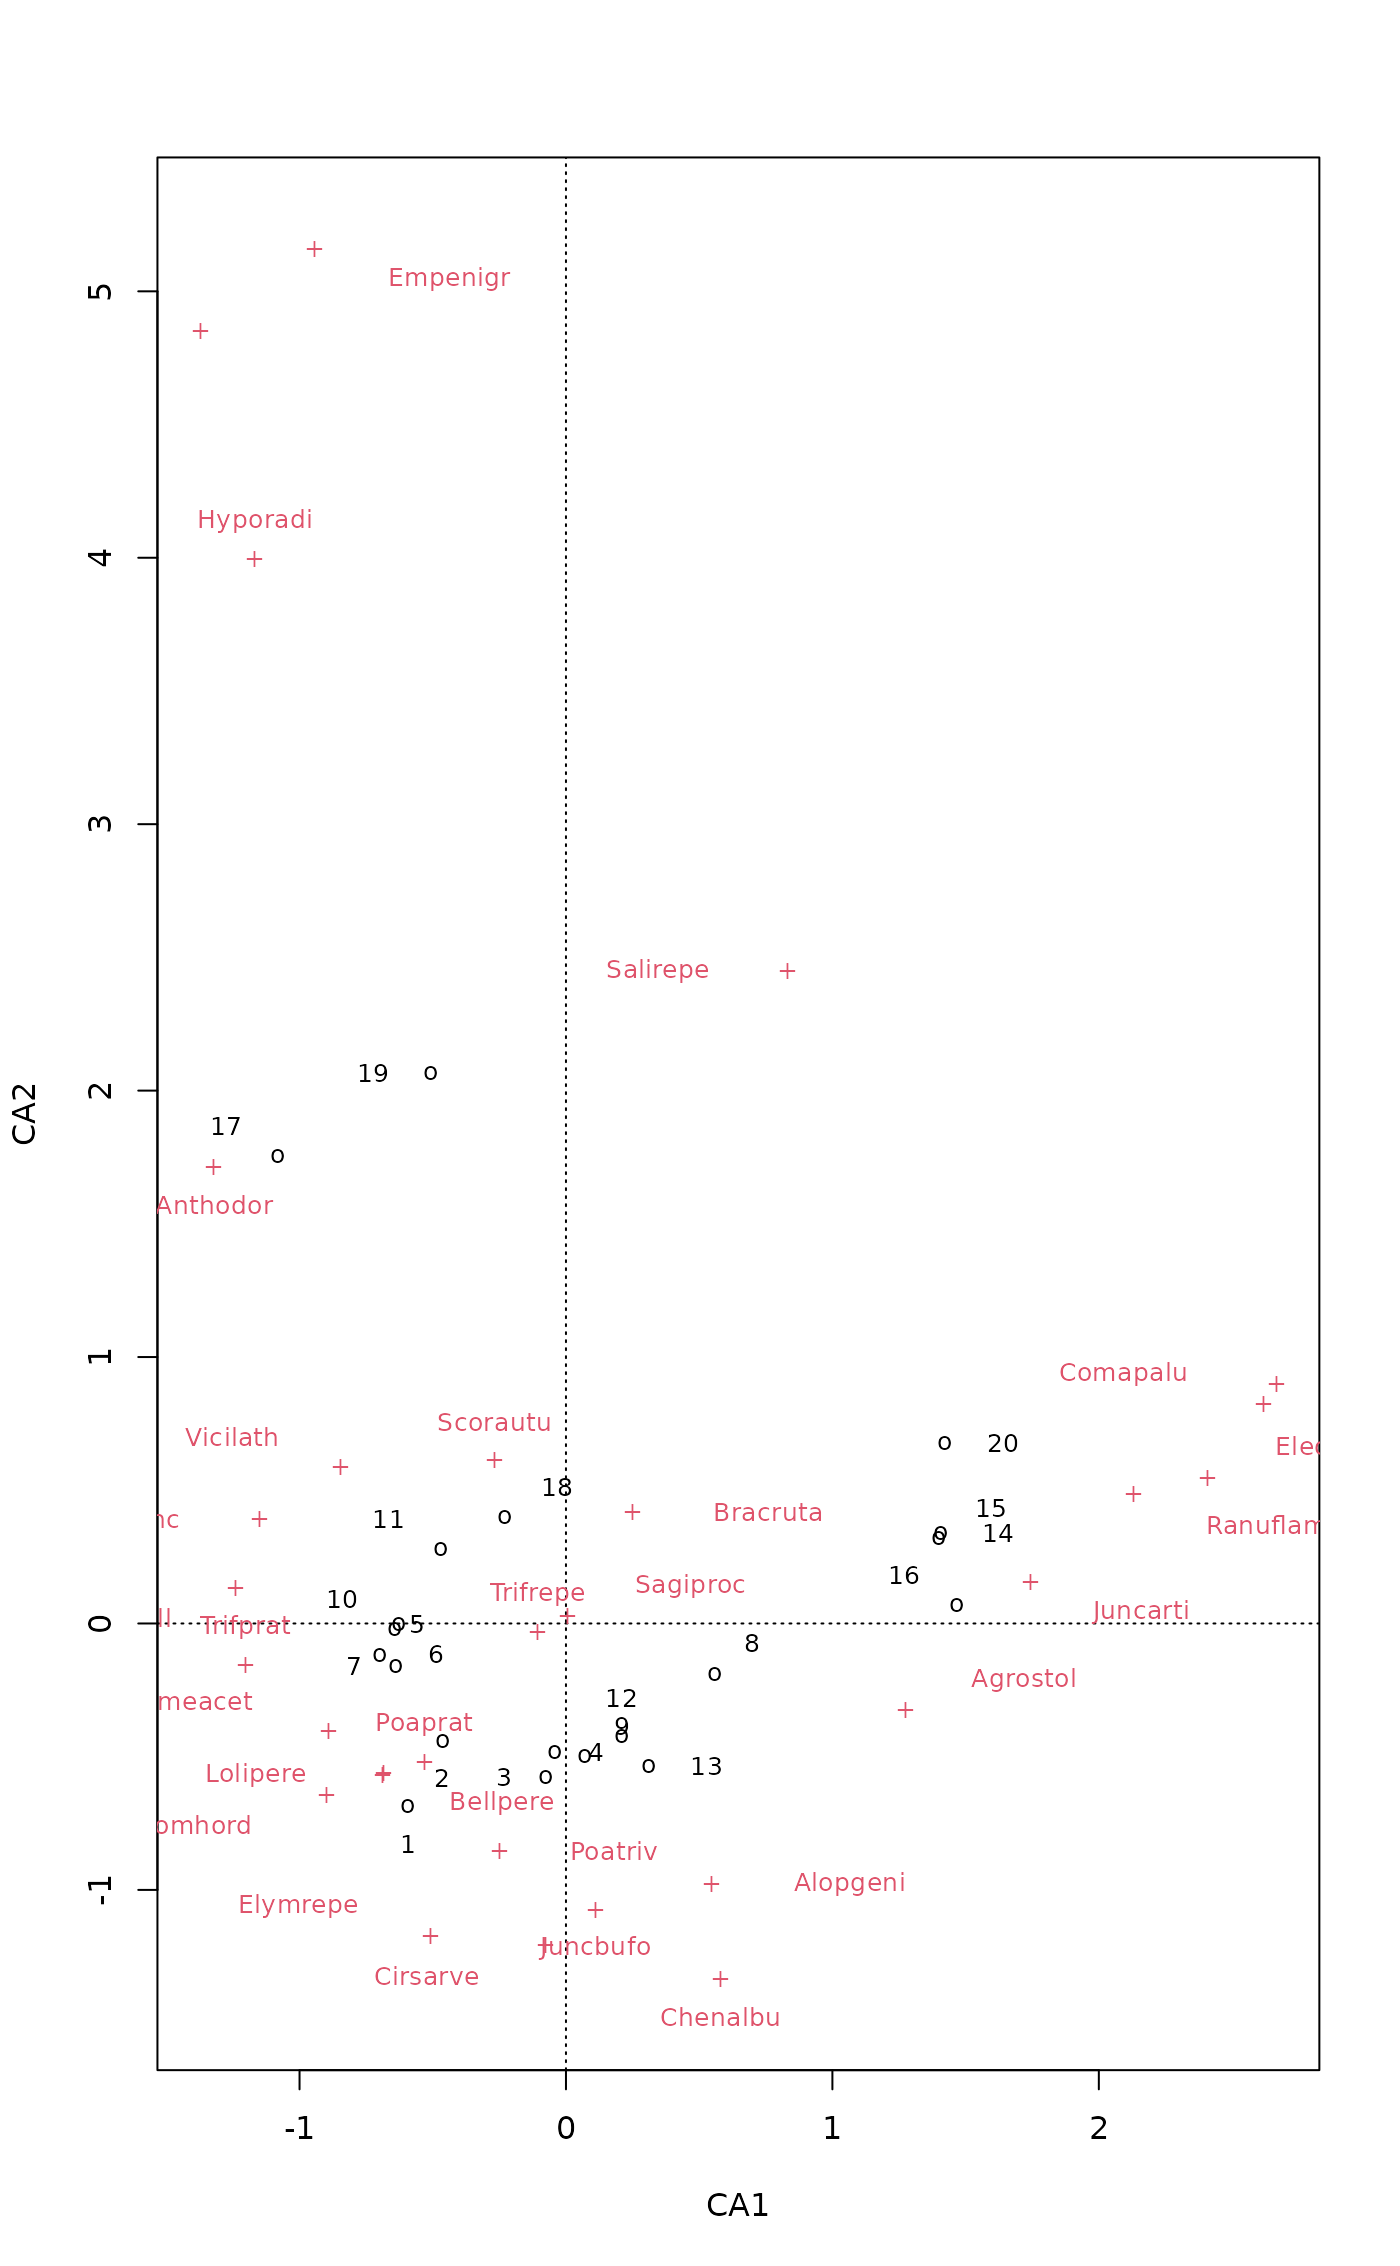 Empenigr
5
Hyporadi
4
3
Salirepe
19
2
CA2
17
Anthodor
Comapalu
1
Scorautu
Vicilath
20
Elec
18
15
Bracruta
11
nc
Ranuflam
14
16
Sagiproc
Trifrepe
10
Juncarti
ll
Trifprat
5
0
8
6
7
Agrostol
12
meacet
Poaprat
9
4
13
Lolipere
2
3
Bellpere
omhord
1
Poatriv
Alopgeni
-1
Elymrepe
Juncbufo
Cirsarve
Chenalbu
-1 0 1 2
CA1